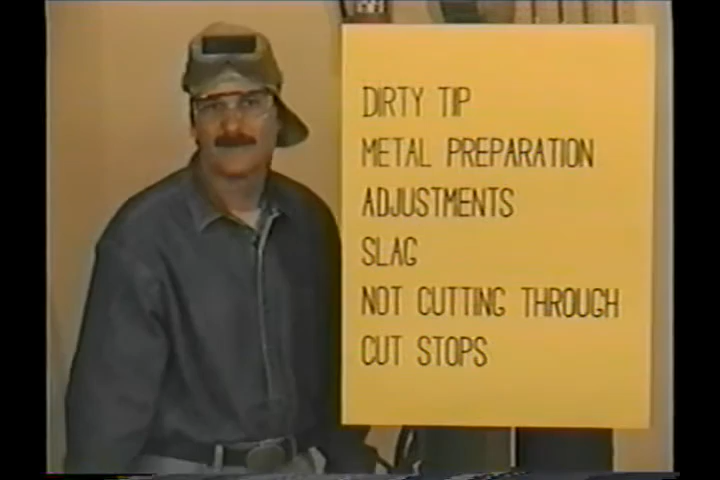 DIRTY TIP
METAL PREPARATION
ADJUSTMENTS
SLAG
NOT CUTTING THROUGH
CUT STOPS